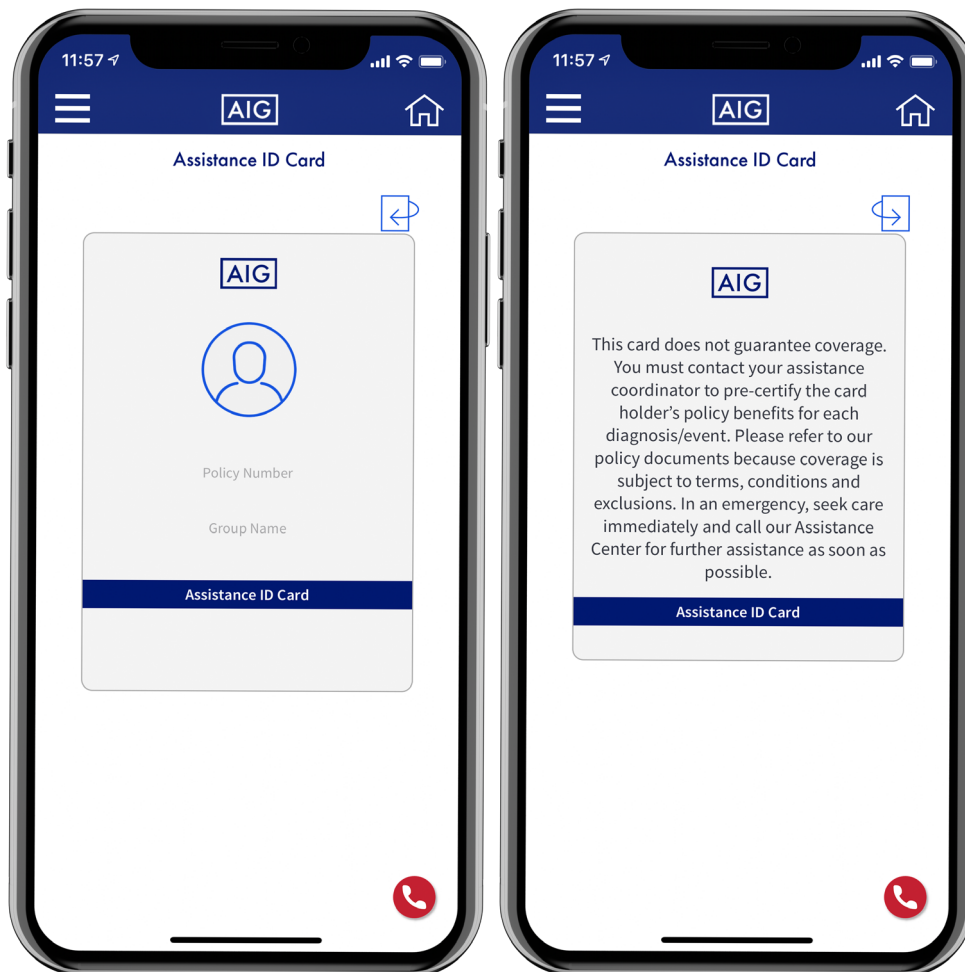 11:57
AIG
Assistance ID Card
AIG
Policy Number
Group Name
Assistance ID Card
11:57
AIG
Assistance ID Card
AIG
This card does not guarantee coverage.
You must contact your assistance
coordinator to pre-certify the card
holder's policy benefits for each
diagnosis/event. Please refer to our
policy documents because coverage is
subject to terms, conditions and
exclusions. In an emergency, seek care
immediately and call our Assistance
Center for further assistance as soon as
possible.
Assistance ID Card